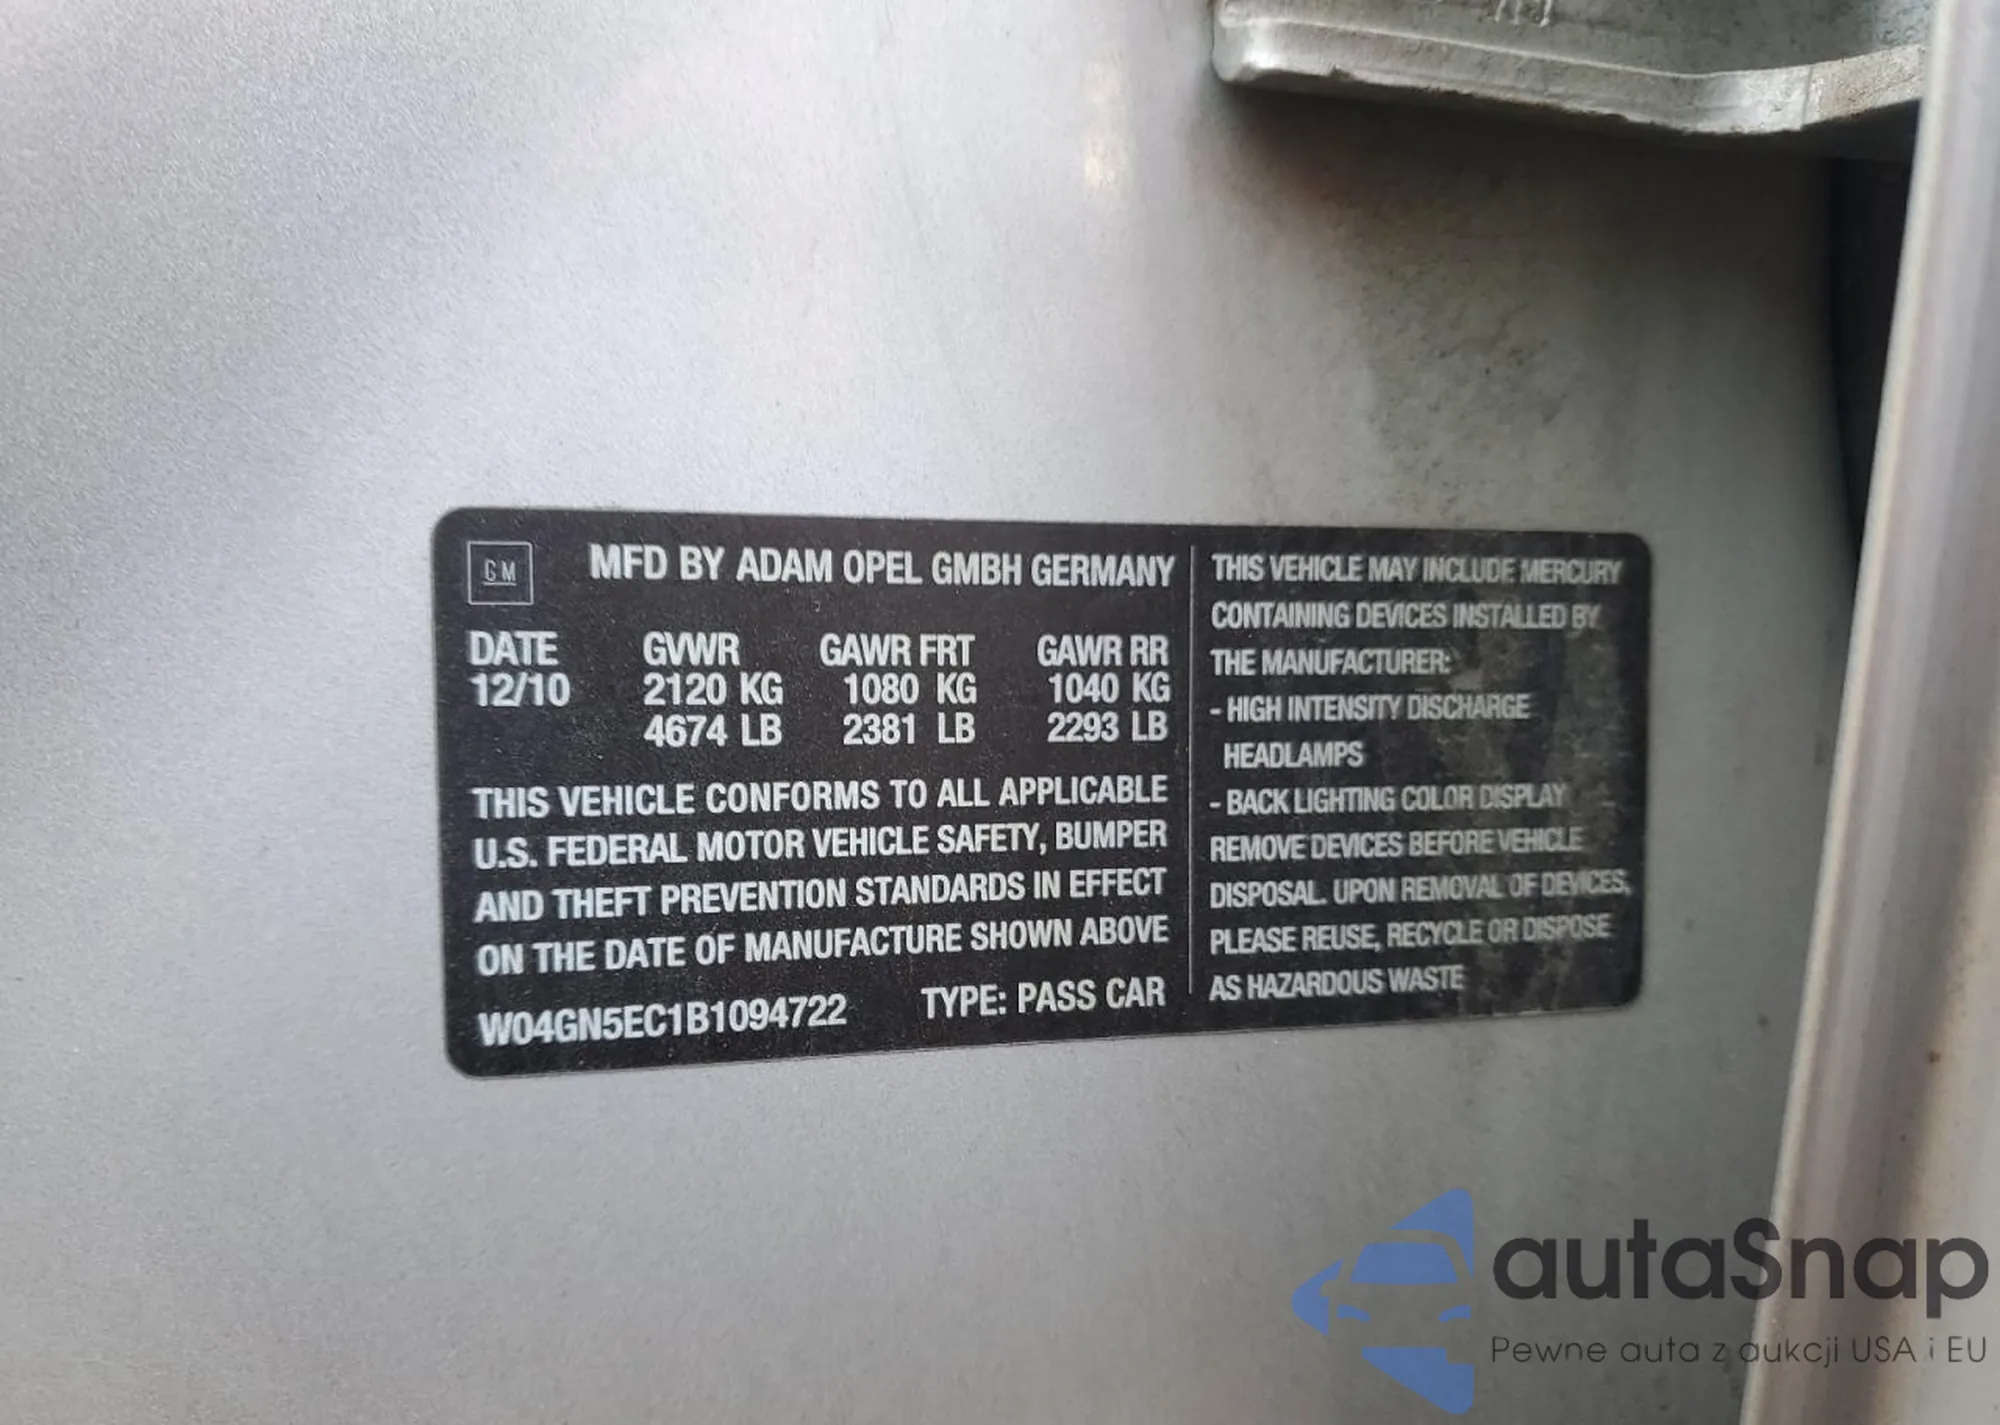 GM
MFD BY ADAM OPEL GMBH GERMANY
DATE GVWR GAWR FRT GAWR RR
12/10 2120 KG 1080 KG 1040 KG
4674 LB 2381 LB 2293 LB
THIS VEHICLE CONFORMS TO ALL APPLICABLE
U.S. FEDERAL MOTOR VEHICLE SAFETY, BUMPER
AND THEFT PREVENTION STANDARDS IN EFFECT
ON THE DATE OF MANUFACTURE SHOWN ABOVE
W04GN5EC1B1094722 TYPE: PASS CAR
THIS VEHICLE MAY INCLUDE MERCURY
CONTAINING DEVICES INSTALLED BY
THE MANUFACTURER:
- HIGH INTENSITY DISCHARGE
HEADLAMPS
- BACK LIGHTING COLOR DISPLAY
REMOVE DEVICES BEFORE VEHICLE
DISPOSAL. UPON REMOVAL OF DEVICES,
PLEASE REUSE, RECYCLE OR DISPOSE
AS HAZARDOUS WASTE
autaSnap
Pewne auta z aukcji USA i EU